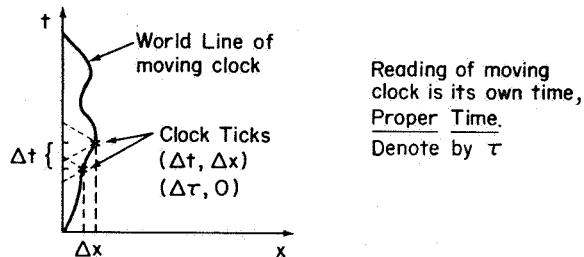 t
World Line of
moving clock
Clock Ticks
(Δt, Δx)
(Δτ, 0)
Δt {
Δx
x
Reading of moving
clock is its own time,
Proper Time.
Denote by τ